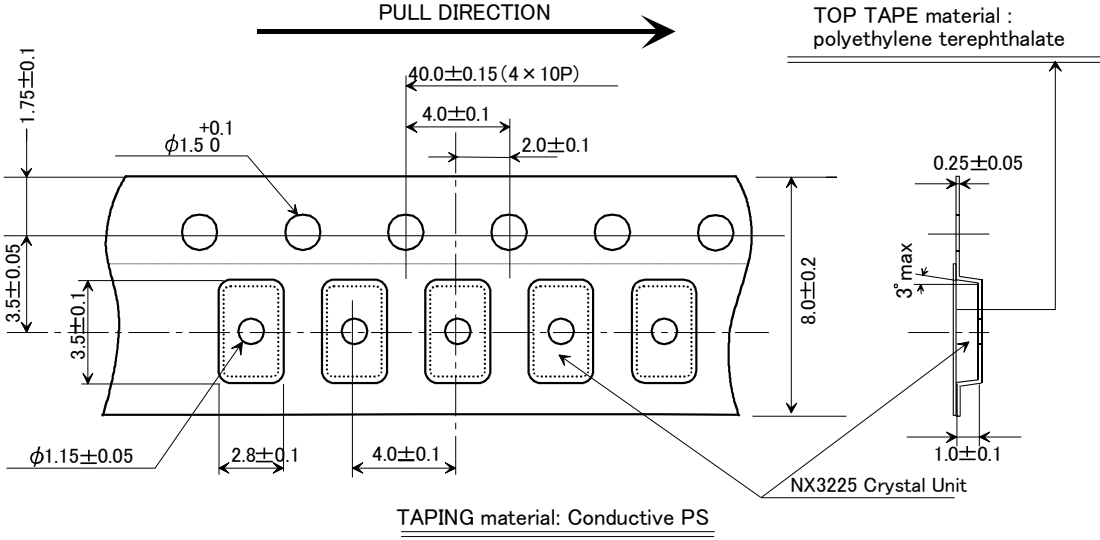 PULL DIRECTION
TOP TAPE material :
polyethylene terephthalate
1.75±0.1
40.0±0.15(4×10P)
4.0±0.1
+0.1
φ1.5 0
2.0±0.1
0.25±0.05
3.5±0.05
3.5±0.1
8.0±0.2
3°max
φ1.15±0.05
2.8±0.1
4.0±0.1
1.0±0.1
NX3225 Crystal Unit
TAPING material: Conductive PS